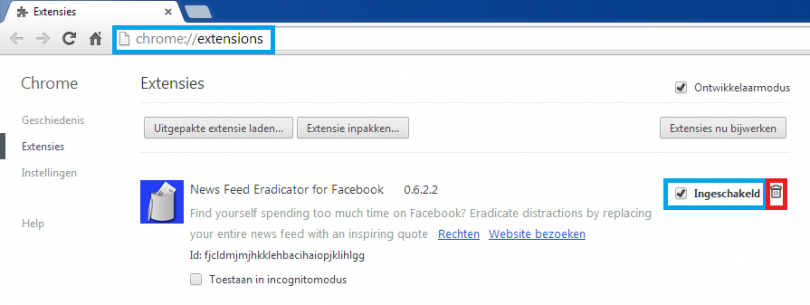 Extensies
chrome://extensions
Chrome
Extensies
Ontwikkelaarmodus
Geschiedenis
Uitgepakte extensie laden...
Extensie inpakken...
Extensies nu bijwerken
Extensies
Instellingen
News Feed Eradicator for Facebook 0.6.2.2
Ingeschakeld
Find yourself spending too much time on Facebook? Eradicate distractions by replacing
Help
your entire news feed with an inspiring quote Rechten Website bezoeken
Id: fjcldmjmjhkklehbacihaiopjklihlgg
Toestaan in incognitomodus